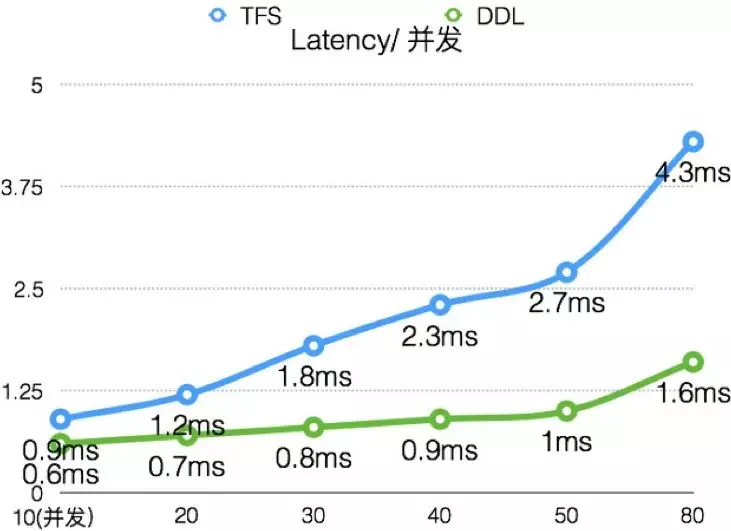 TFS DDL
Latency/ 并发
5
3.75
2.5
1.25
0
4.3ms
2.7ms
2.3ms
1.8ms
1.2ms
0.9ms
1.6ms
1ms
0.9ms
0.8ms
0.7ms
0.6ms
10(并发) 20 30 40 50 80